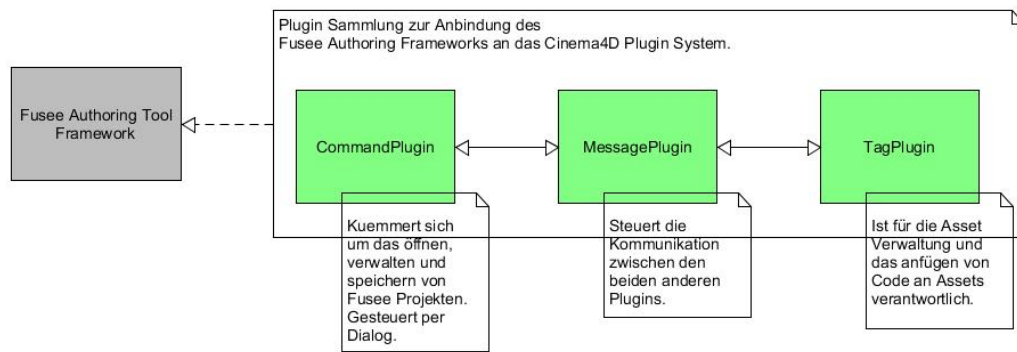 Plugin Sammlung zur Anbindung des
Fusee Authoring Frameworks an das Cinema4D Plugin System.
Fusee Authoring Tool
Framework
CommandPlugin
MessagePlugin
TagPlugin
Kuemmert sich
um das öffnen,
verwalten und
speichern von
Fusee Projekten.
Gesteuert per
Dialog.
Steuert die
Kommunikation
zwischen den
beiden anderen
Plugins.
Ist für die Asset
Verwaltung und
das anfügen von
Code an Assets
verantwortlich.